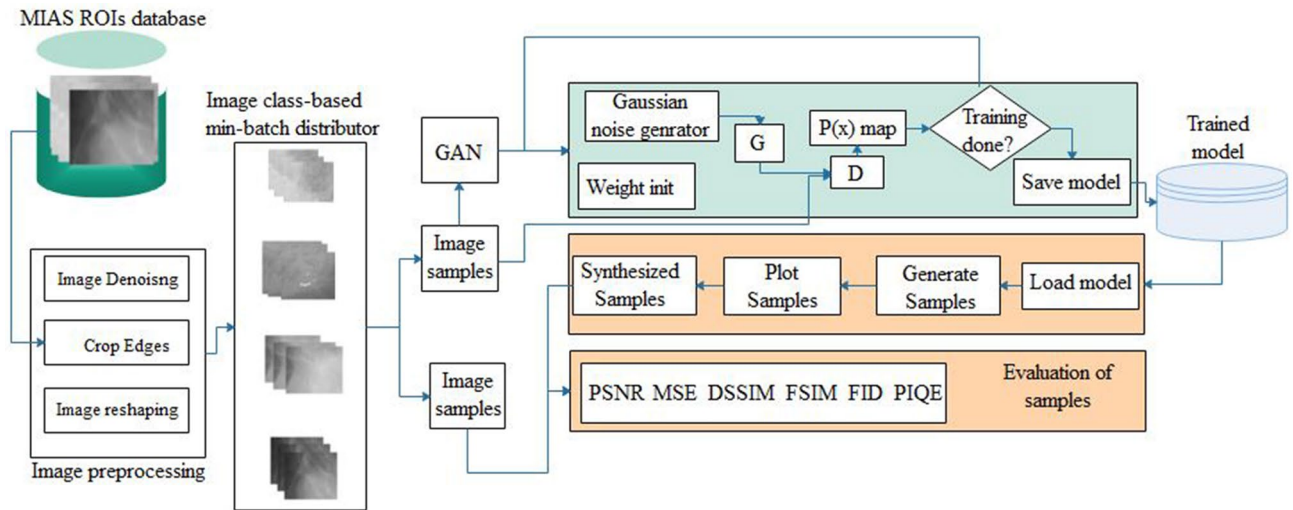 MIAS ROIs database
Image Denoisng
Crop Edges
Image reshaping
Image preprocessing
Image class-based
min-batch distributor
GAN
Image
samples
Image
samples
Gaussian
noise genrator
Weight init
G
D
P(x) map
Training
done?
Save model
Trained
model
Load model
Generate
Samples
Plot
Samples
Synthesized
Samples
PSNR MSE DSSIM FSIM FID PIQE
Evaluation of
samples